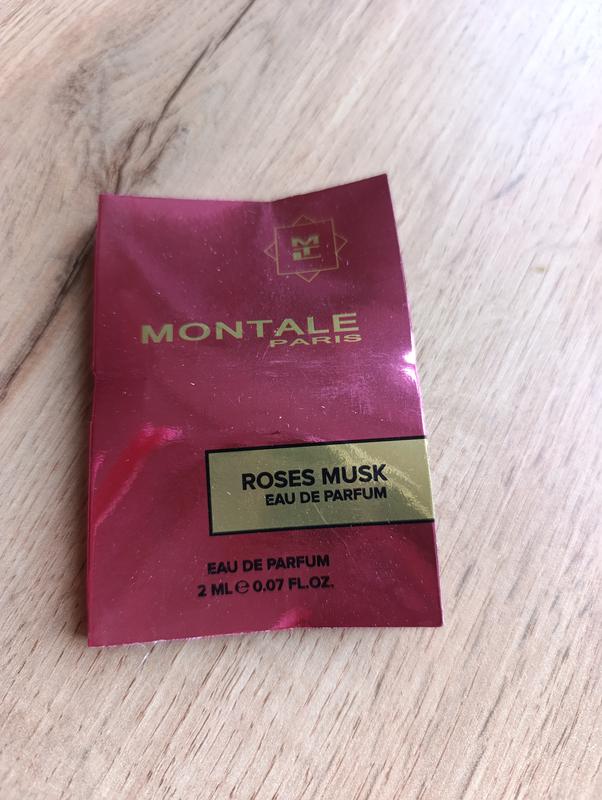 MONTALE
PARIS
ROSES MUSK
EAU DE PARFUM
EAU DE PARFUM
2 ML ℮ 0.07 FL.OZ.